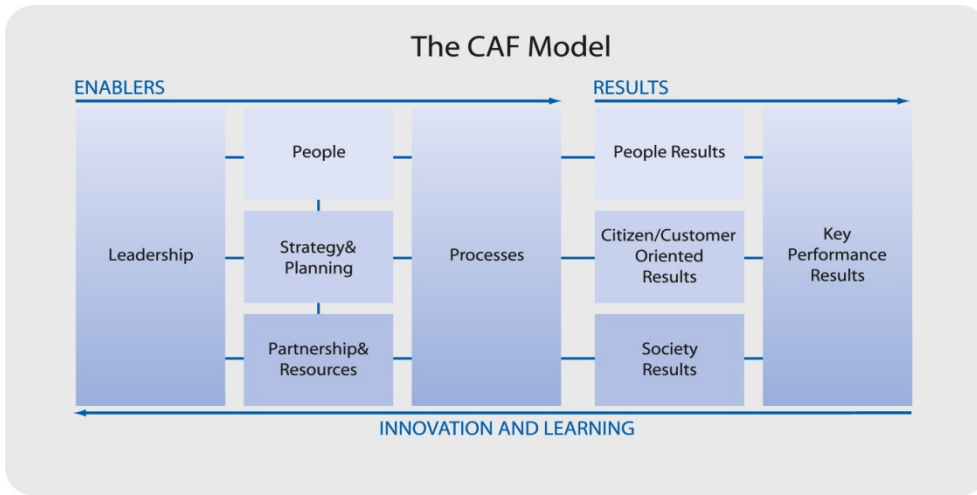 The CAF Model
ENABLERS
RESULTS
Leadership
People
Strategy&
Planning
Partnership&
Resources
Processes
People Results
Citizen/Customer
Oriented
Results
Society
Results
Key
Performance
Results
INNOVATION AND LEARNING